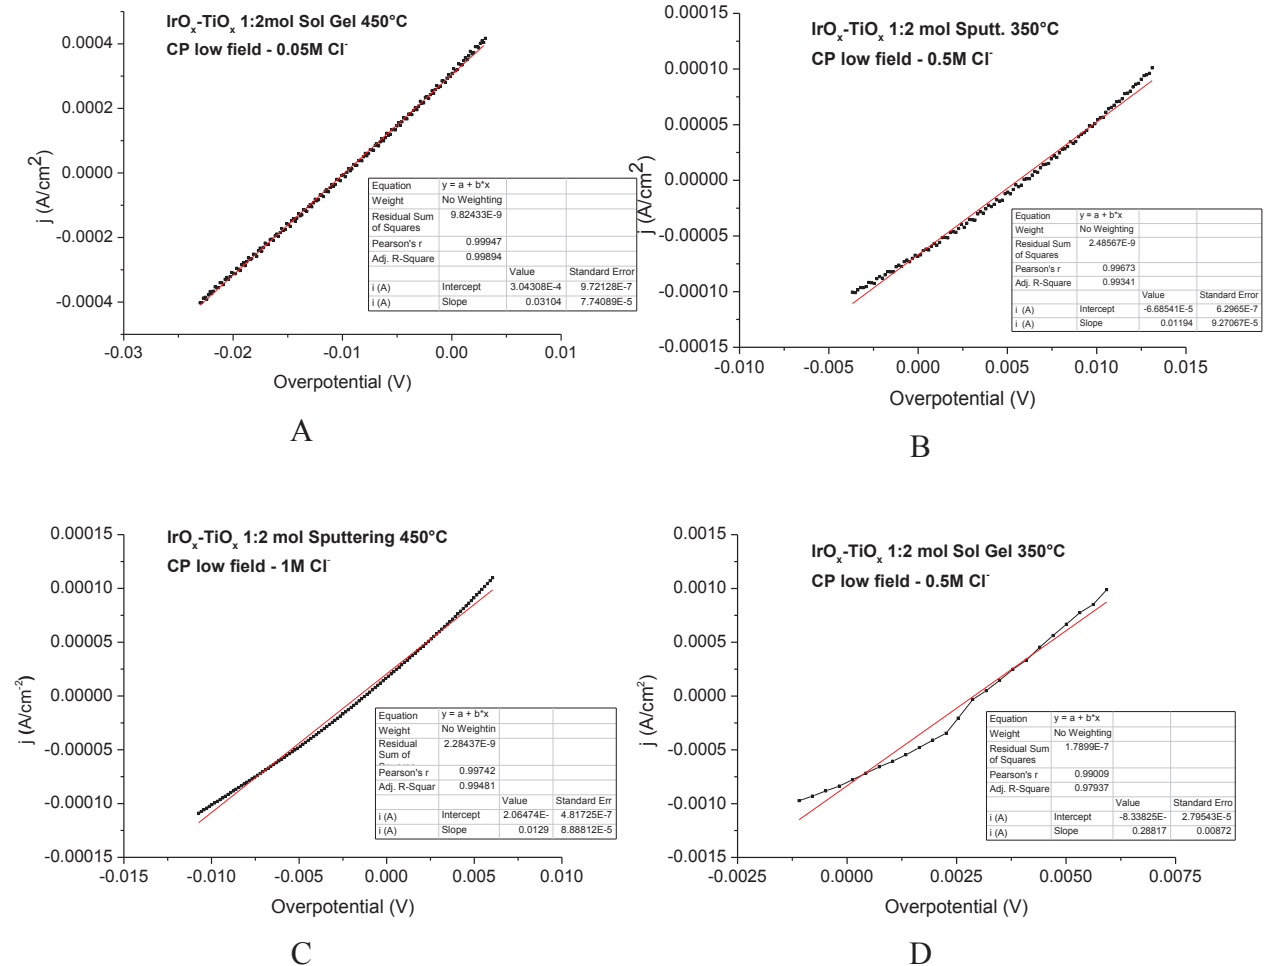 IrOx-TiOx 1:2mol Sol Gel 450°C
CP low field - 0.05M Cl-
j (A/cm2)
0.0004
0.0002
0.0000
-0.0002
-0.0004
-0.03 -0.02 -0.01 0.00 0.01
Overpotential (V)
Equation y = a + b*x
Weight No Weighting
Residual Sum of Squares 9.82433E-9
Pearson's r 0.99947
Adj. R-Square 0.99894
Value Standard Error
i (A) Intercept 3.04308E-4 9.72128E-7
i (A) Slope 0.03104 7.74089E-5
A
IrOx-TiOx 1:2 mol Sputt. 350°C
CP low field - 0.5M Cl-
j (A/cm2)
0.00015
0.00010
0.00005
0.00000
-0.00005
-0.00010
-0.00015
-0.010 -0.005 0.000 0.005 0.010 0.015
Overpotential (V)
Equation y = a + b*x
Weight No Weighting
Residual Sum of Squares 2.48567E-9
Pearson's r 0.99673
Adj. R-Square 0.99341
Value Standard Error
i (A) Intercept -6.68541E-5 6.2965E-7
i (A) Slope 0.01194 9.27067E-5
B
IrOx-TiOx 1:2 mol Sputtering 450°C
CP low field - 1M Cl-
j (A/cm-2)
0.00015
0.00010
0.00005
0.00000
-0.00005
-0.00010
-0.00015
-0.015 -0.010 -0.005 0.000 0.005 0.010
Overpotential (V)
Equation y = a + b*x
Weight No Weightin
Residual
Sum of
Pearson's r 0.99742
2.28437E-9
Adj. R-Squar 0.99481
Value Standard Err
i (A) Intercept 2.06474E- 4.81725E-7
i (A) Slope 0.0129 8.88812E-5
C
IrOx-TiOx 1:2 mol Sol Gel 350°C
CP low field - 0.5M Cl-
j (A/cm2)
0.0015
0.0010
0.0005
0.0000
-0.0005
-0.0010
-0.0015
-0.0025 0.0000 0.0025 0.0050 0.0075
Overpotential (V)
Equation y = a + b*x
Weight No Weighting
Residual Sum of Squares 1.7899E-7
Pearson's r 0.99009
Adj. R-Square 0.97937
Value Standard Erro
i (A) Intercept -8.33825E- 2.79543E-5
i (A) Slope 0.28817 0.00872
D